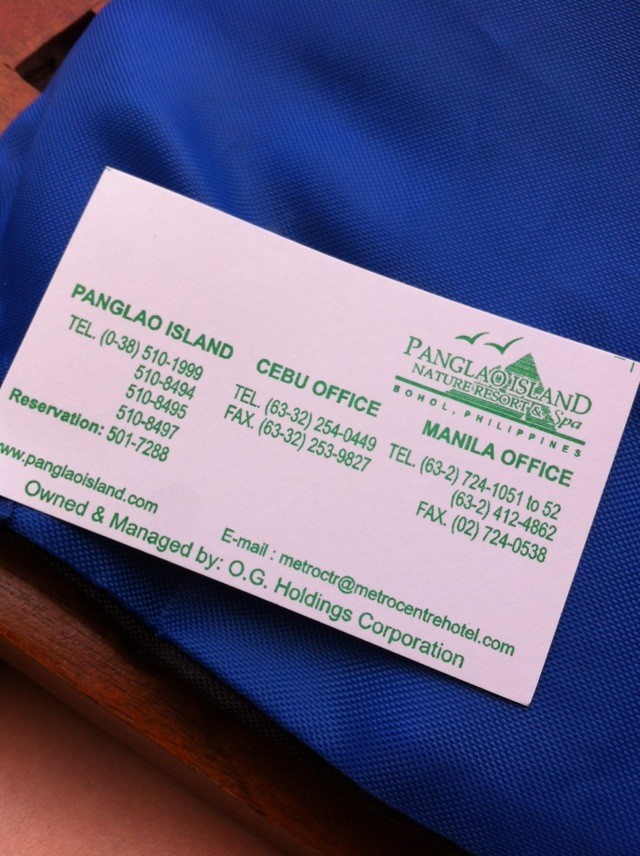 PANGLAO ISLAND
NATURE RESORT & Spa
BOHOL, PHILIPPINES
PANGLAO ISLAND
TEL. (0-38) 510-1999
510-8494
510-8495
510-8497
Reservation: 501-7288
CEBU OFFICE
TEL. (63-32) 254-0449
FAX. (63-32) 253-9827
MANILA OFFICE
TEL. (63-2) 724-1051 to 52
(63-2) 412-4862
FAX. (02) 724-0538
www.panglaoisland.com
E-mail : metroctr@metrocentrehotel.com
Owned & Managed by: O.G. Holdings Corporation